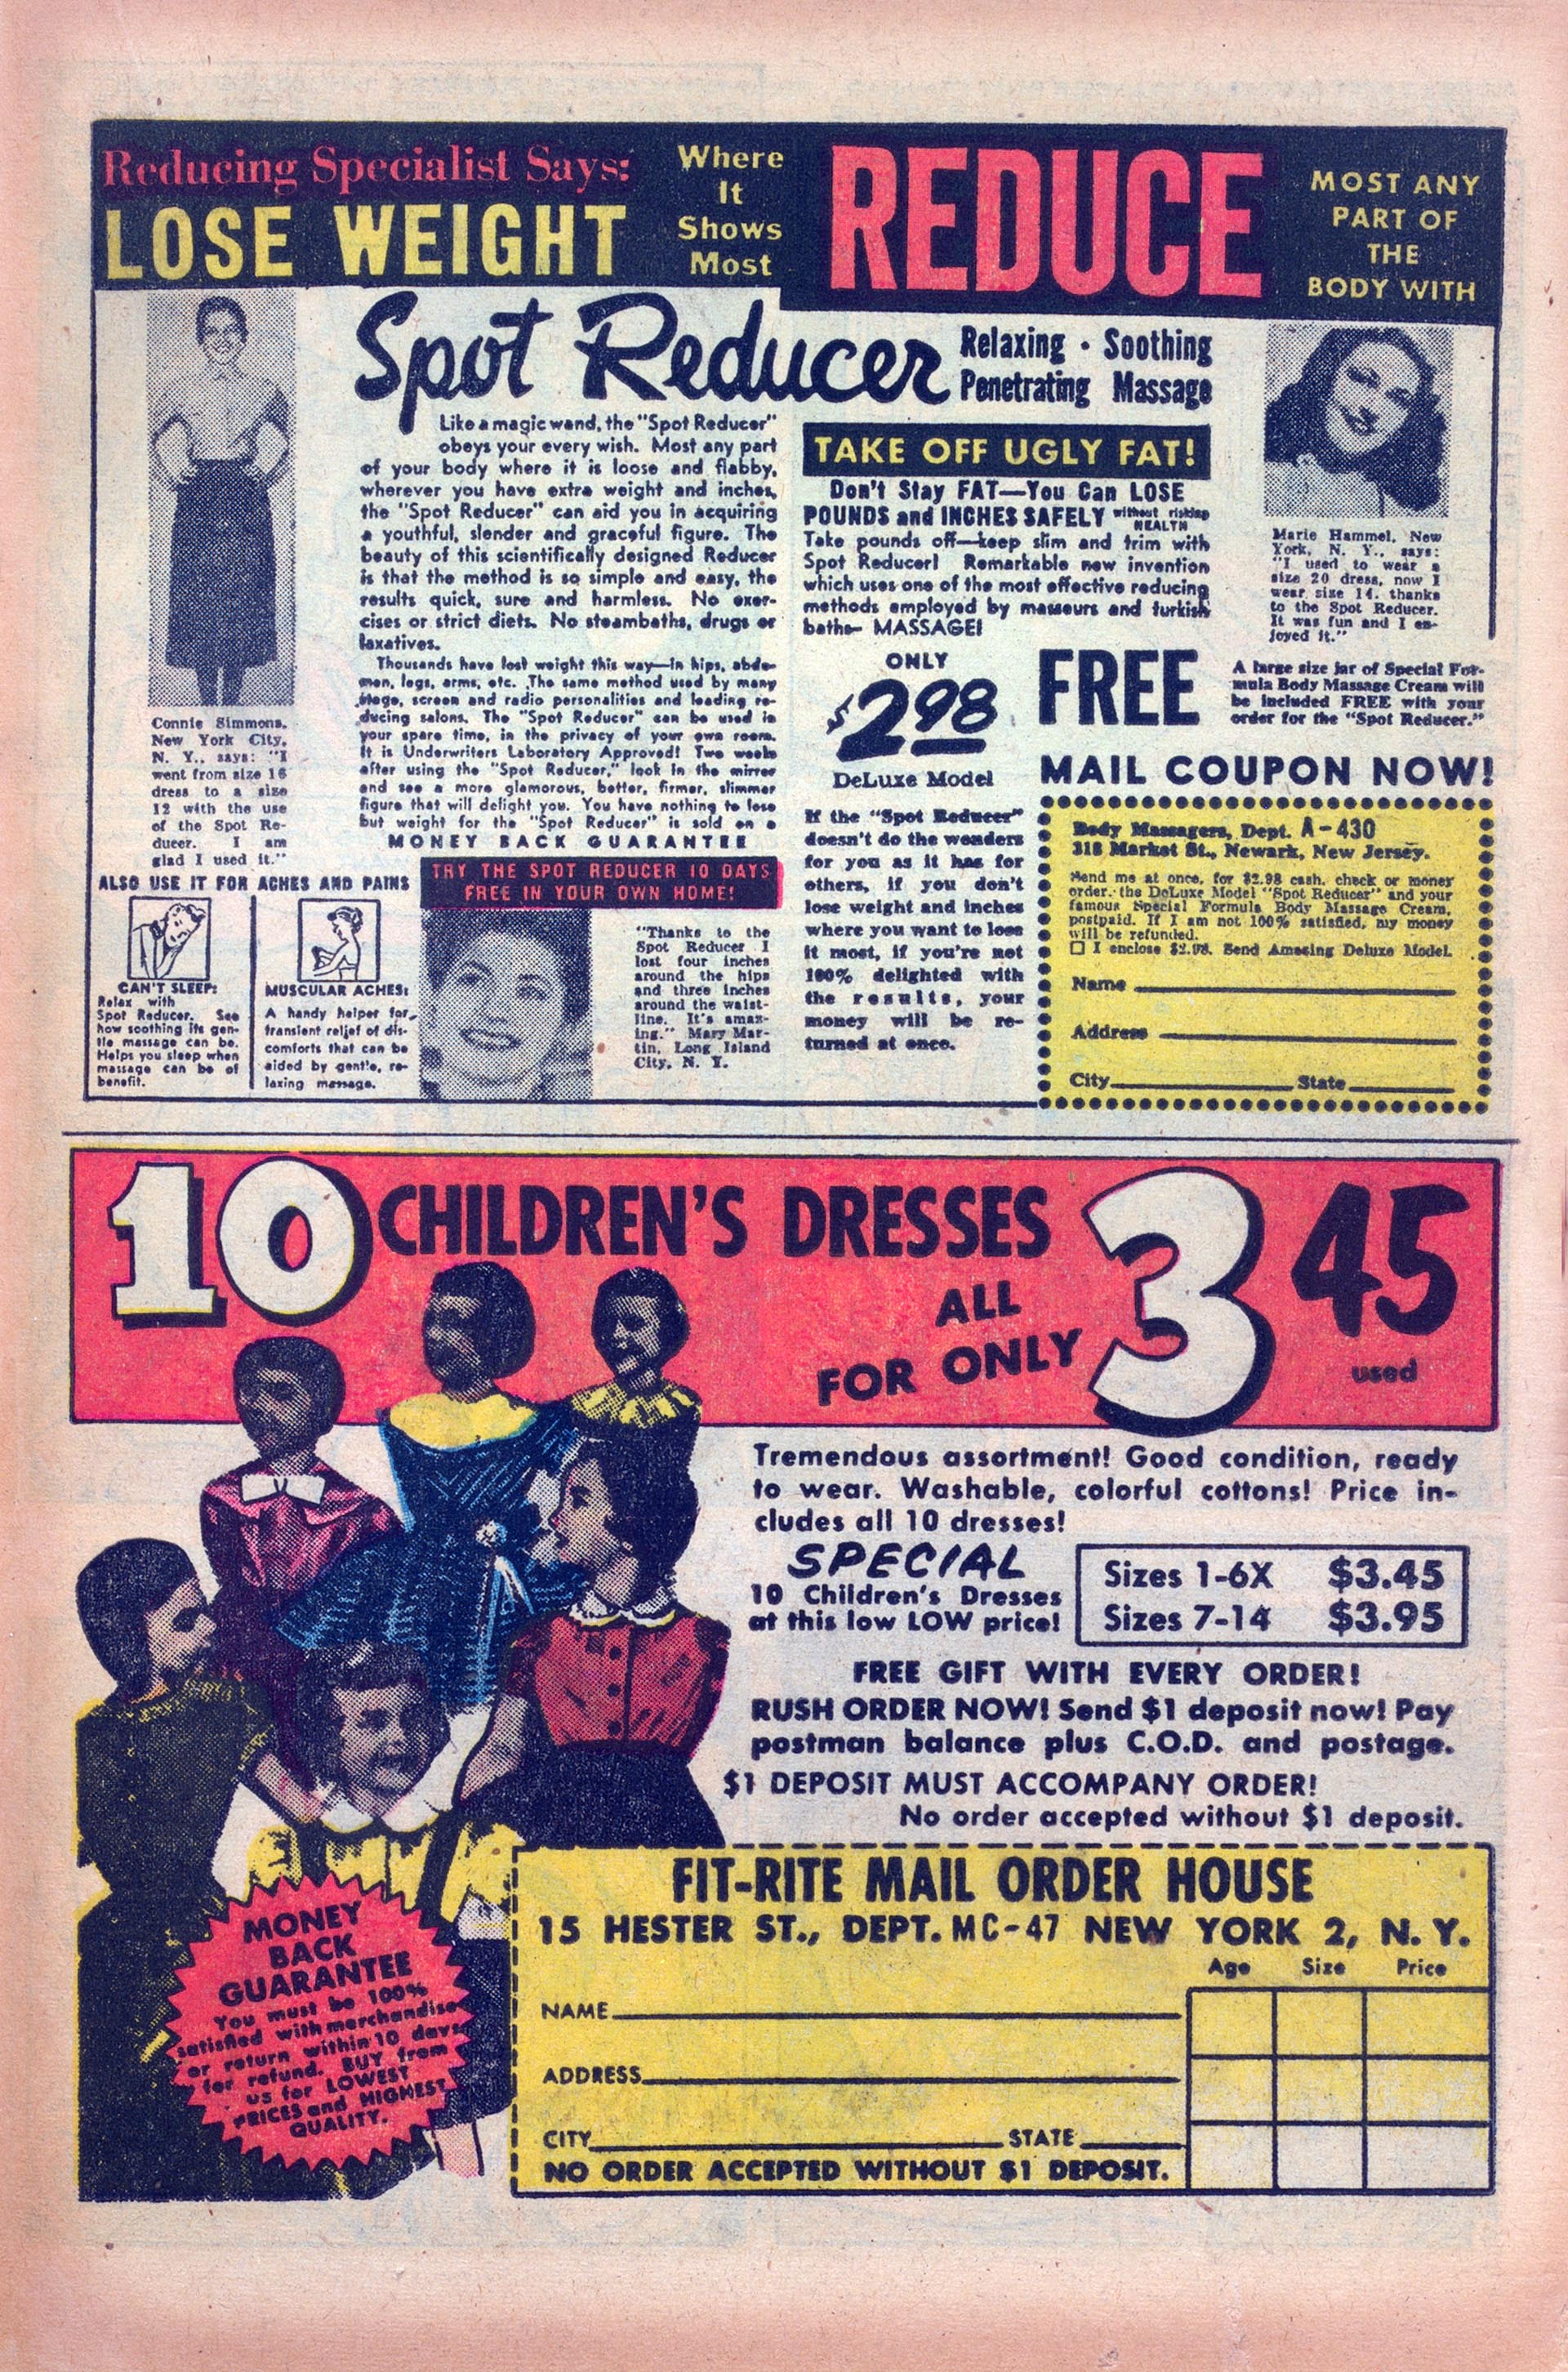 Reducing Specialist Says:
LOSE WEIGHT
Where
It
Shows
Most
REDUCE
MOST ANY
PART OF
THE
BODY WITH
Spot Reducer
Relaxing · Soothing
Penetrating Massage
Connie Simmons,
New York City,
N. Y., says: "I
went from size 16
dress to a size
12 with the use
of the Spot Re-
ducer. I am
glad I used it."
Like a magic wand, the "Spot Reducer"
obeys your every wish. Most any part
of your body where it is loose and flabby,
wherever you have extra weight and inches,
the "Spot Reducer" can aid you in acquiring
a youthful, slender and graceful figure. The
beauty of this scientifically designed Reducer
is that the method is so simple and easy, the
results quick, sure and harmless. No exer-
cises or strict diets. No steambaths, drugs or
laxatives.
Thousands have lost weight this way—in hips, abdo-
men, legs, arms, etc. The same method used by many
stage, screen and radio personalities and leading re-
ducing salons. The "Spot Reducer" can be used in
your spare time, in the privacy of your own room.
It is Underwriters Laboratory Approved! Two weeks
after using the "Spot Reducer," look in the mirror
and see a more glamorous, better, firmer, slimmer
figure that will delight you. You have nothing to lose
but weight for the "Spot Reducer" is sold on a
MONEY BACK GUARANTEE
ALSO USE IT FOR ACHES AND PAINS
CAN'T SLEEP:
Relax with
Spot Reducer. See
how soothing its gen-
tle massage can be.
Helps you sleep when
massage can be of
benefit.
MUSCULAR ACHES:
A handy helper for
transient relief of dis-
comforts that can be
aided by gentle, re-
laxing massage.
TRY THE SPOT REDUCER 10 DAYS
FREE IN YOUR OWN HOME!
"Thanks to the
Spot Reducer I
lost four inches
around the hips
and three inches
around the waist-
line. It's amaz-
ing." Mary Mar-
tin, Long Island
City, N. Y.
TAKE OFF UGLY FAT!
Don't Stay FAT—You Can LOSE
POUNDS and INCHES SAFELY without risking
HEALTH
Take pounds off—keep slim and trim with
Spot Reducer! Remarkable new invention
which uses one of the most effective reducing
methods employed by masseurs and turkish
baths— MASSAGE!
Marie Hammel, New
York, N. Y., says:
"I used to wear a
size 20 dress, now I
wear size 14, thanks
to the Spot Reducer.
It was fun and I en-
joyed it."
ONLY
$2.98
DeLuxe Model
If the "Spot Reducer"
doesn't do the wonders
for you as it has for
others, if you don't
lose weight and inches
where you want to lose
it most, if you're not
100% delighted with
the results, your
money will be re-
turned at once.
FREE
A large size jar of Special For-
mula Body Massage Cream will
be included FREE with your
order for the "Spot Reducer."
MAIL COUPON NOW!
Body Massagers, Dept. A-430
318 Market St., Newark, New Jersey.
Send me at once, for $2.98 cash, check or money
order, the DeLuxe Model "Spot Reducer" and your
famous Special Formula Body Massage Cream,
postpaid. If I am not 100% satisfied, my money
will be refunded.
☐ I enclose $2.98. Send Amazing Deluxe Model.
Name
Address
City State
10 CHILDREN'S DRESSES
ALL
FOR ONLY
3 45
used
Tremendous assortment! Good condition, ready
to wear. Washable, colorful cottons! Price in-
cludes all 10 dresses!
SPECIAL
10 Children's Dresses
at this low LOW price!
Sizes 1-6X $3.45
Sizes 7-14 $3.95
FREE GIFT WITH EVERY ORDER!
RUSH ORDER NOW! Send $1 deposit now! Pay
postman balance plus C.O.D. and postage.
$1 DEPOSIT MUST ACCOMPANY ORDER!
No order accepted without $1 deposit.
MONEY
BACK
GUARANTEE
You must be 100%
satisfied with merchandise
or return within 10 days
for refund. BUY from
us for LOWEST
PRICES and HIGHEST
QUALITY.
FIT-RITE MAIL ORDER HOUSE
15 HESTER ST., DEPT. MC-47 NEW YORK 2, N. Y.
Age Size Price
NAME
ADDRESS
CITY STATE
NO ORDER ACCEPTED WITHOUT $1 DEPOSIT.